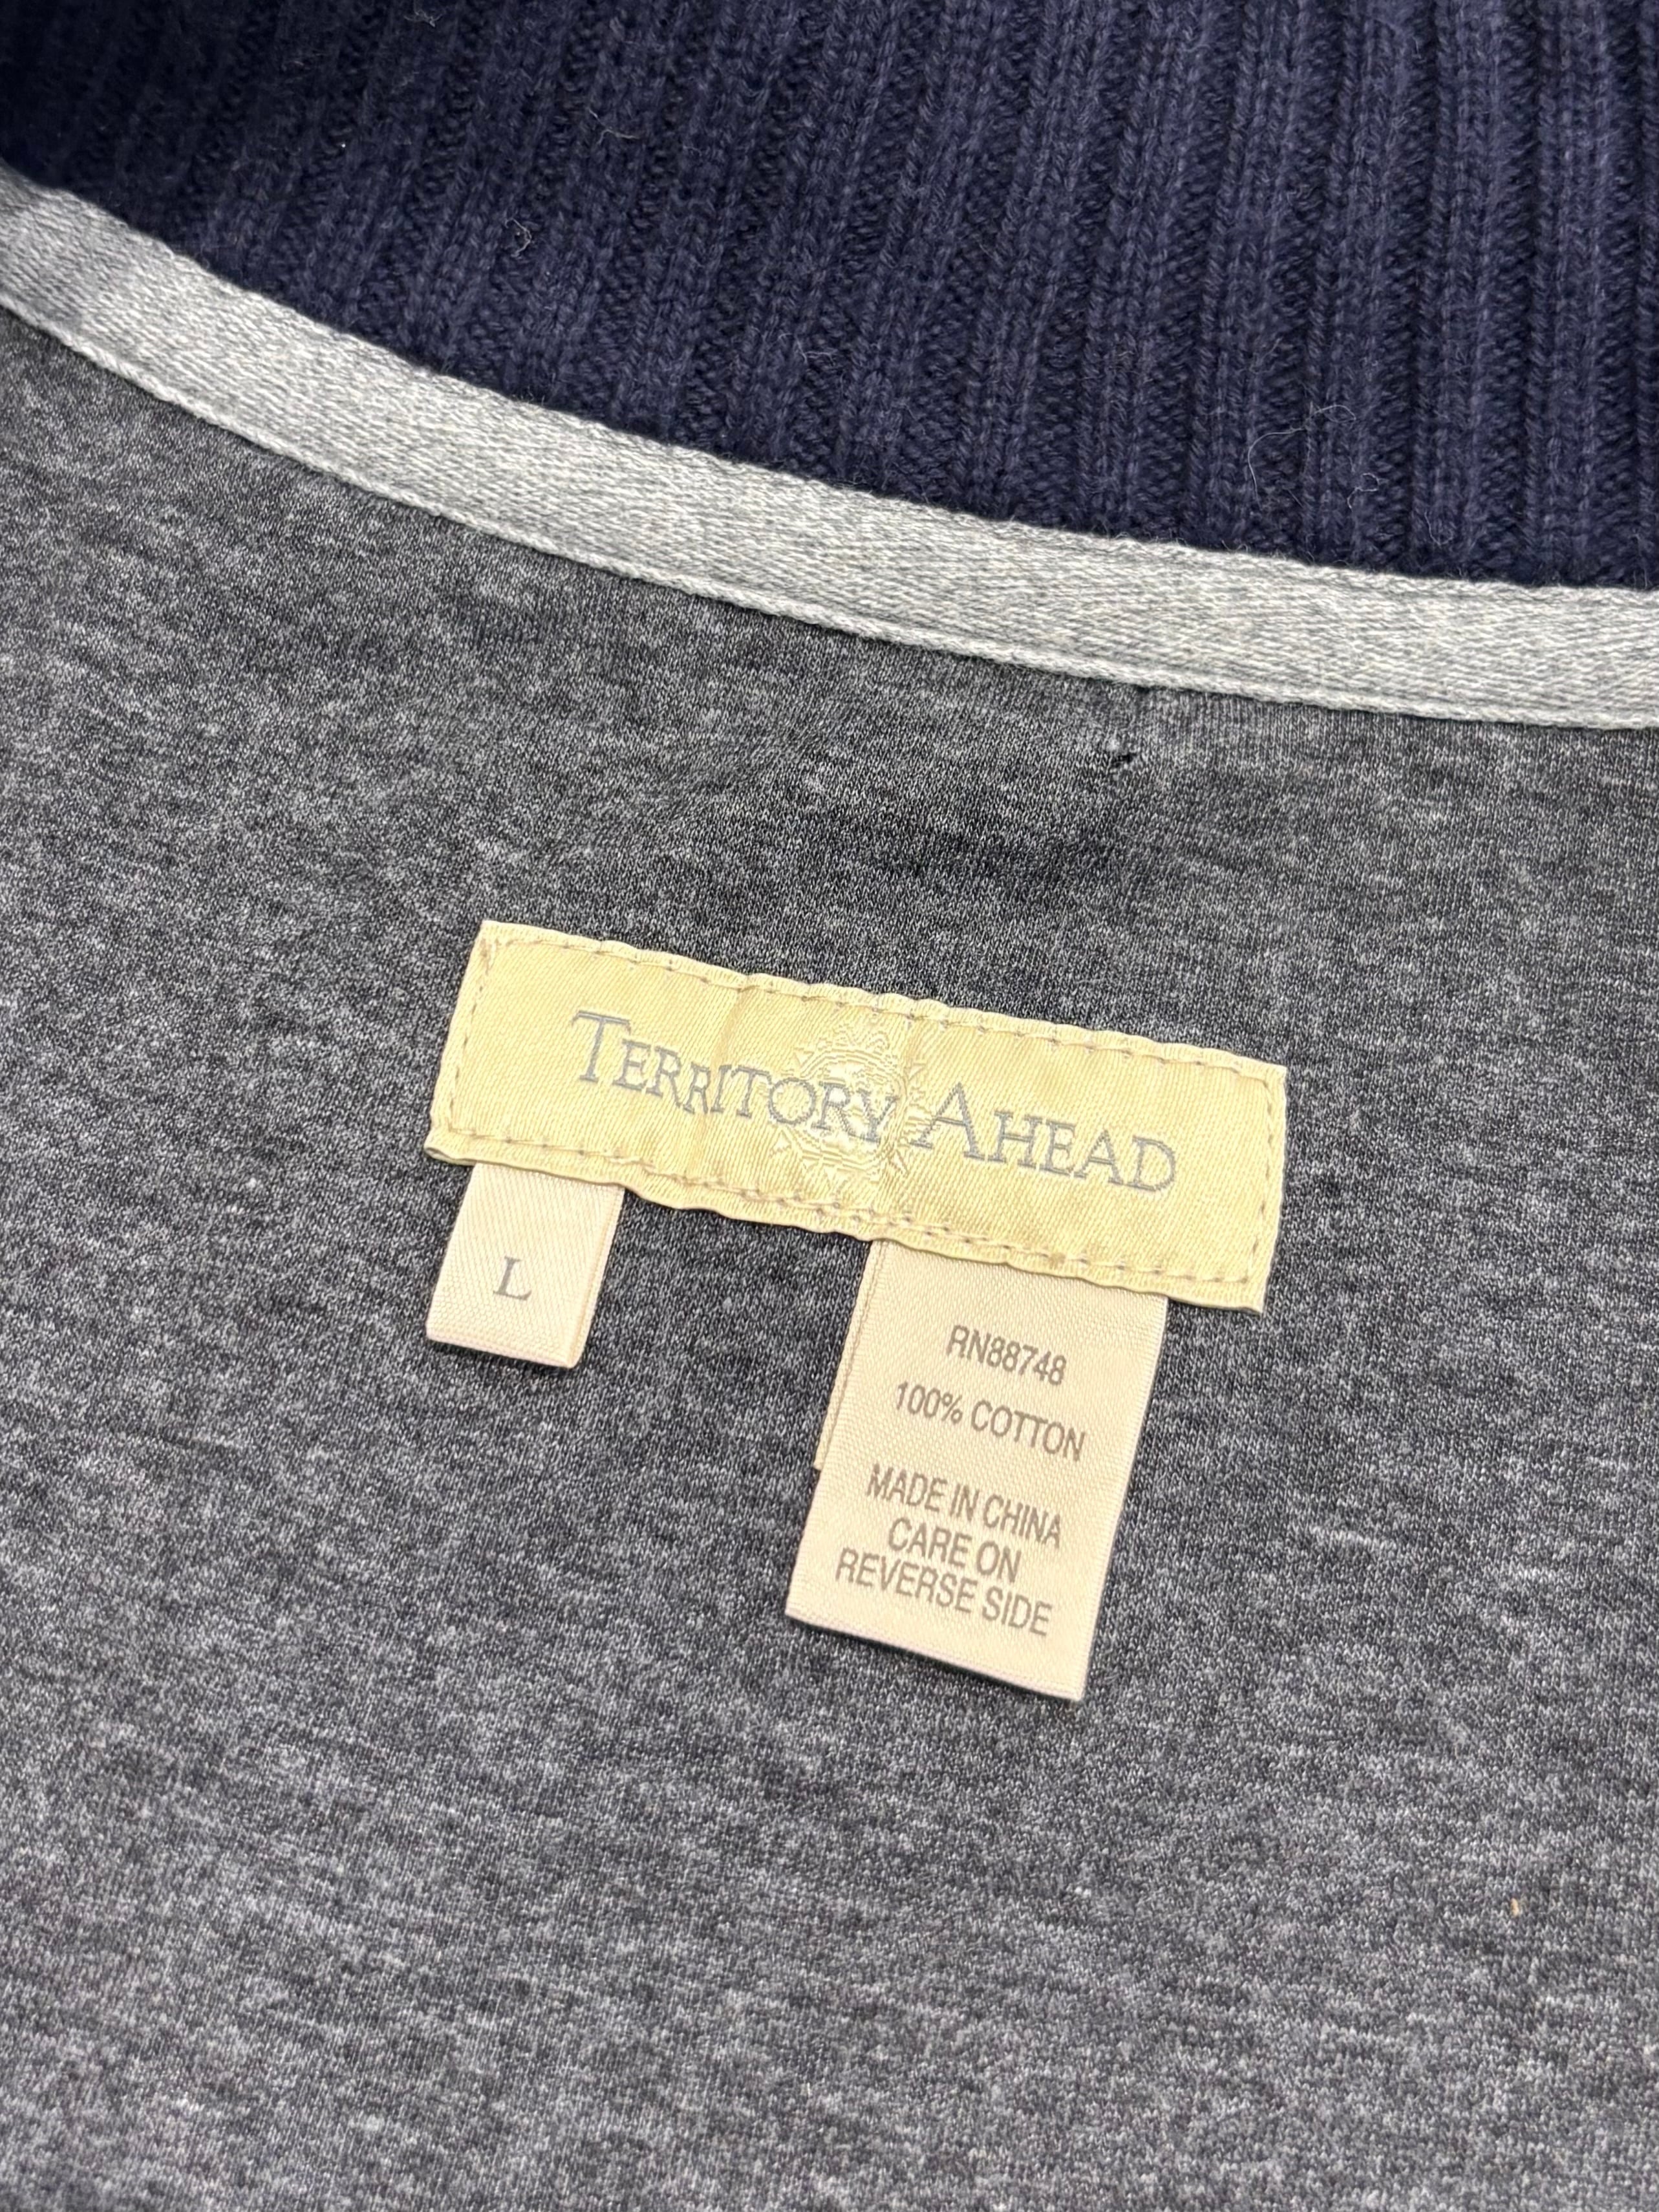 TERRITORY AHEAD
L
RN88748
100% COTTON
MADE IN CHINA
CARE ON
REVERSE SIDE